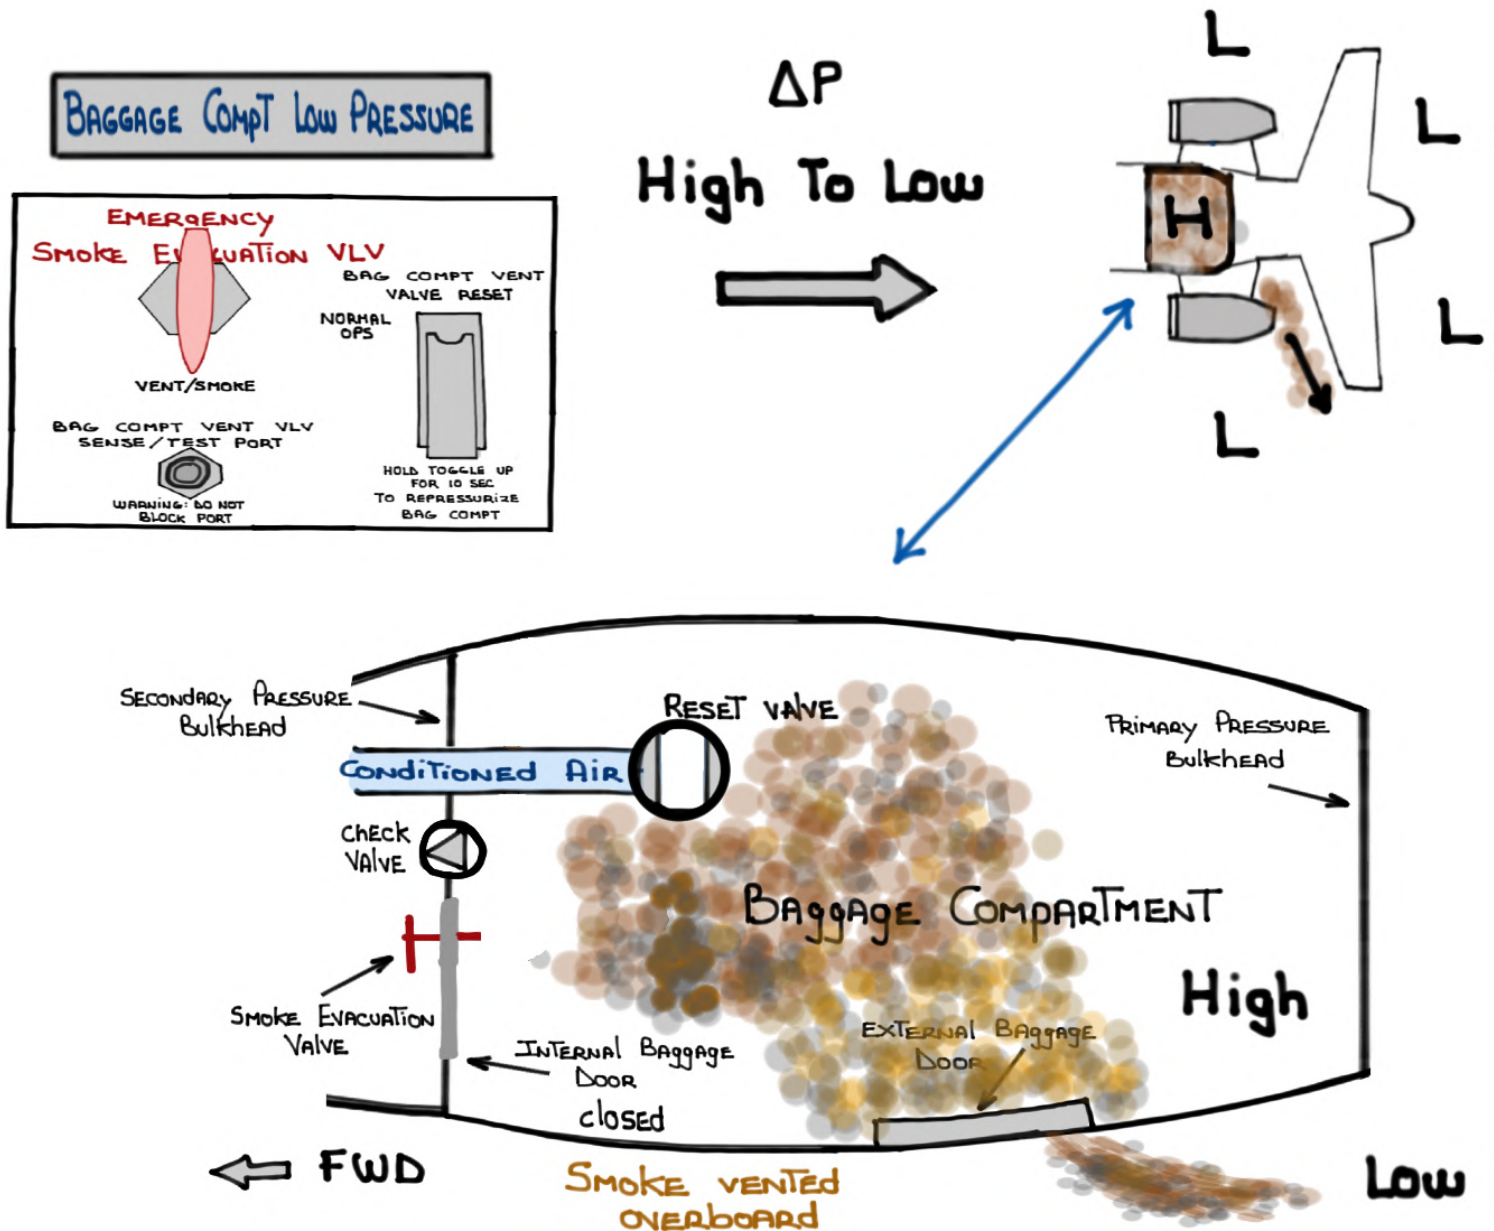 BAGGAGE COMPT LOW PRESSURE
EMERGENCY
SMOKE EVACUATION VLV
VENT/SMOKE
BAG COMPT VENT
VALVE RESET
NORMAL
OPS
HOLD TOGGLE UP
FOR 10 SEC
TO REPRESSURIZE
BAG COMPT
BAG COMPT VENT VLV
SENSE/TEST PORT
WARNING: DO NOT
BLOCK PORT
ΔP
High To Low
L
L
H
L
L
SECONDARY PRESSURE
Bulkhead
RESET VALVE
PRIMARY PRESSURE
Bulkhead
CONDITIONED AIR
CHECK
VALVE
BAGGAGE COMPARTMENT
High
SMOKE EVACUATION
VALVE
EXTERNAL BAGGAGE
DOOR
INTERNAL BAGGAGE
DOOR
closed
FWD
SMOKE VENTED
OVERBOARD
Low